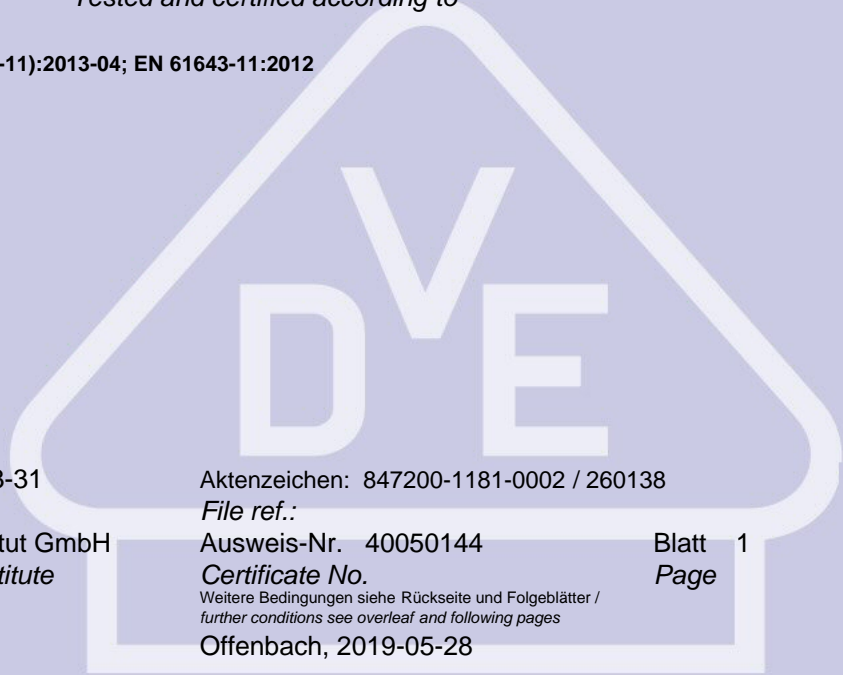 Tested and certified according to
-11):2013-04; EN 61643-11:2012
VDE
3-31
Aktenzeichen: 847200-1181-0002 / 260138
File ref.:
tut GmbH Ausweis-Nr. 40050144 Blatt 1
titute Certificate No. Page
Weitere Bedingungen siehe Rückseite und Folgeblätter /
further conditions see overleaf and following pages
Offenbach, 2019-05-28